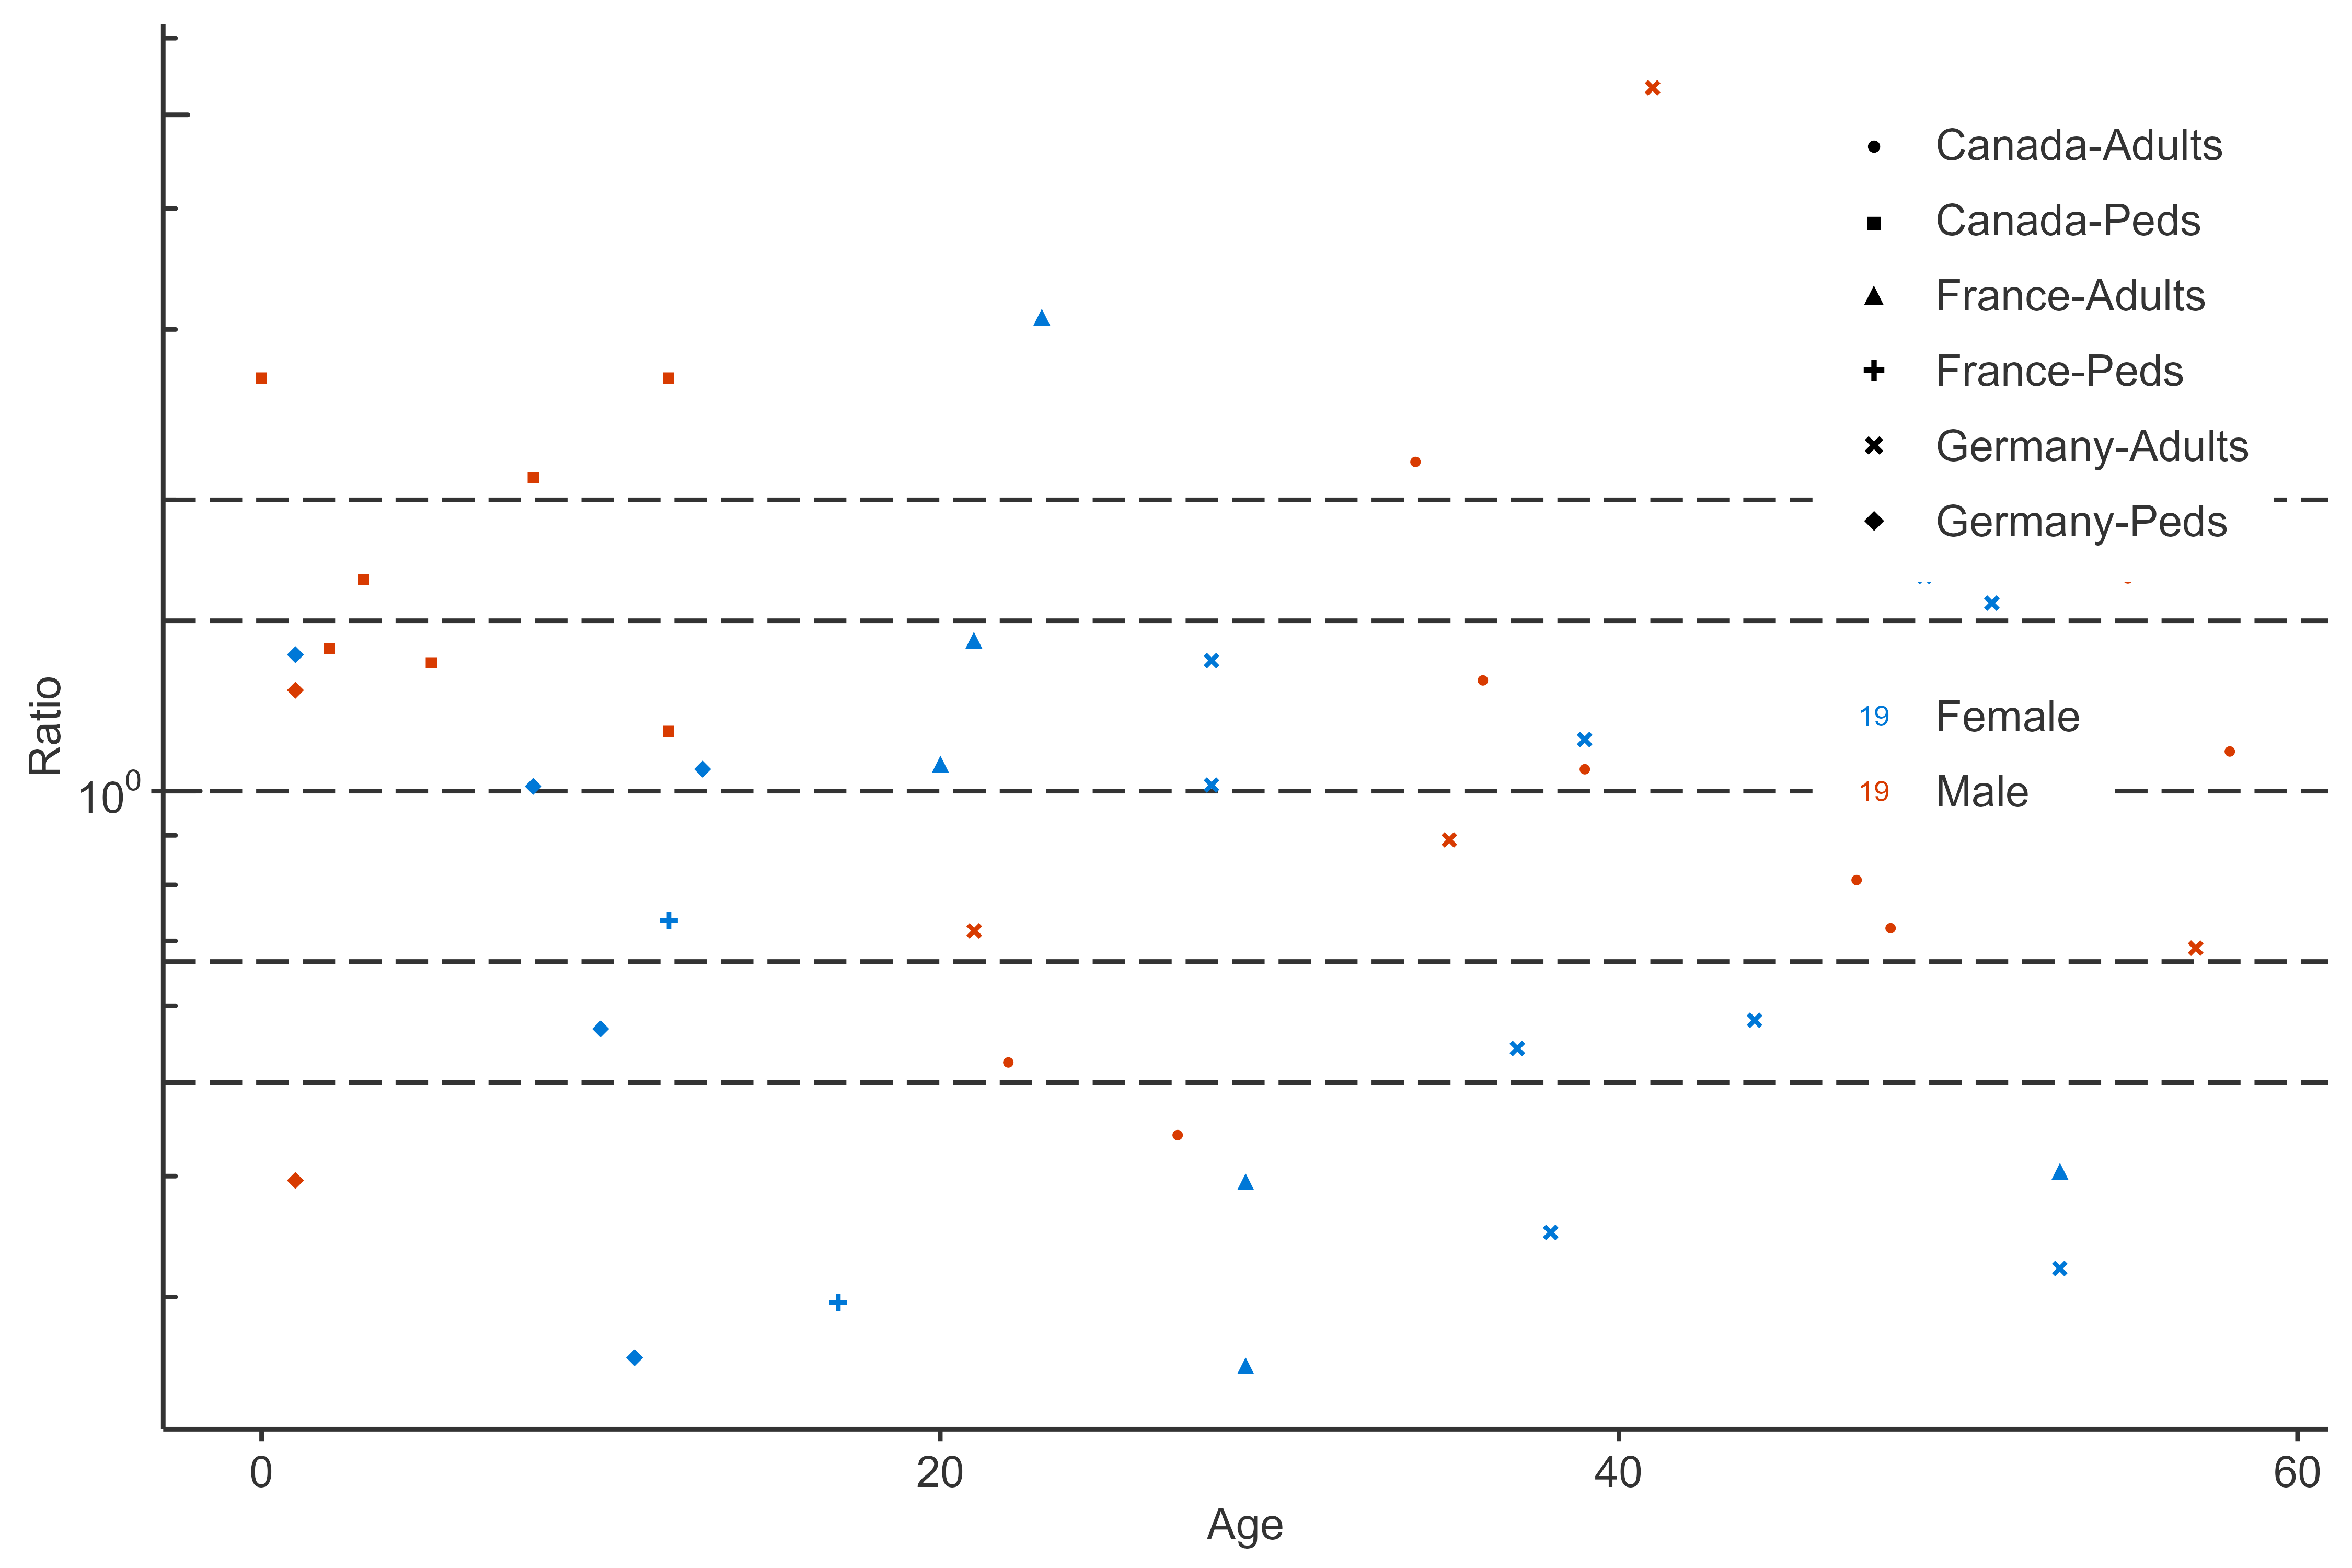 Canada-Adults
Canada-Peds
France-Adults
France-Peds
Germany-Adults
Germany-Peds
19 Female
19 Male
Ratio
10⁰
0 20 40 60
Age